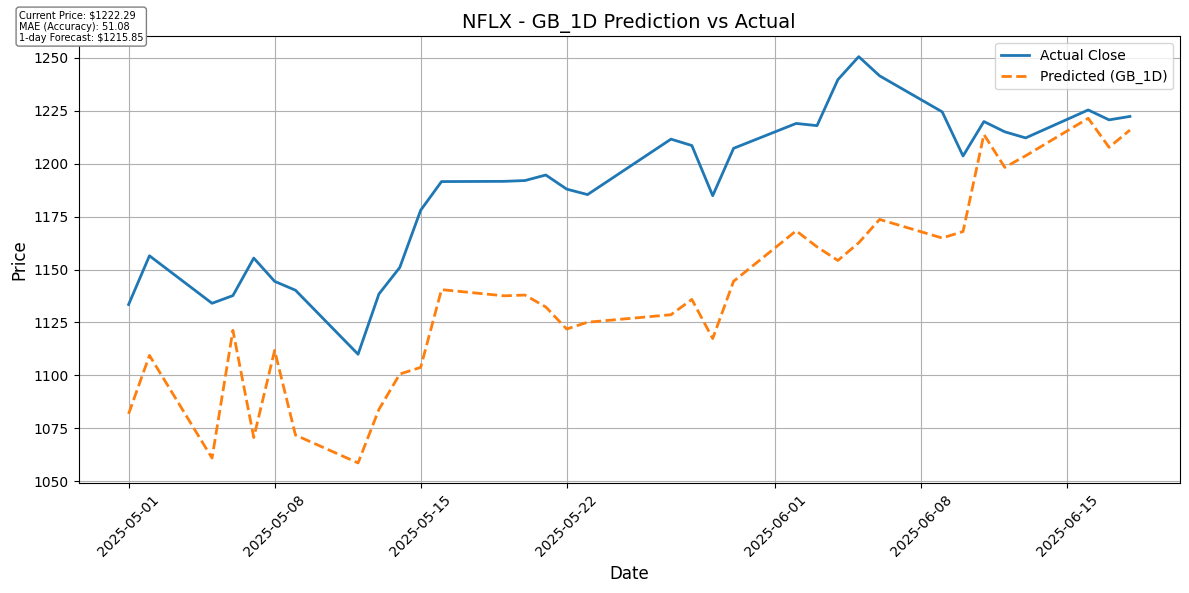 NFLX - GB_1D Prediction vs Actual
Current Price: $1222.29
MAE (Accuracy): 51.08
1-day Forecast: $1215.85
Actual Close
Predicted (GB_1D)
Price
1250
1225
1200
1175
1150
1125
1100
1075
1050
2025-05-01
2025-05-08
2025-05-15
2025-05-22
2025-06-01
2025-06-08
2025-06-15
Date